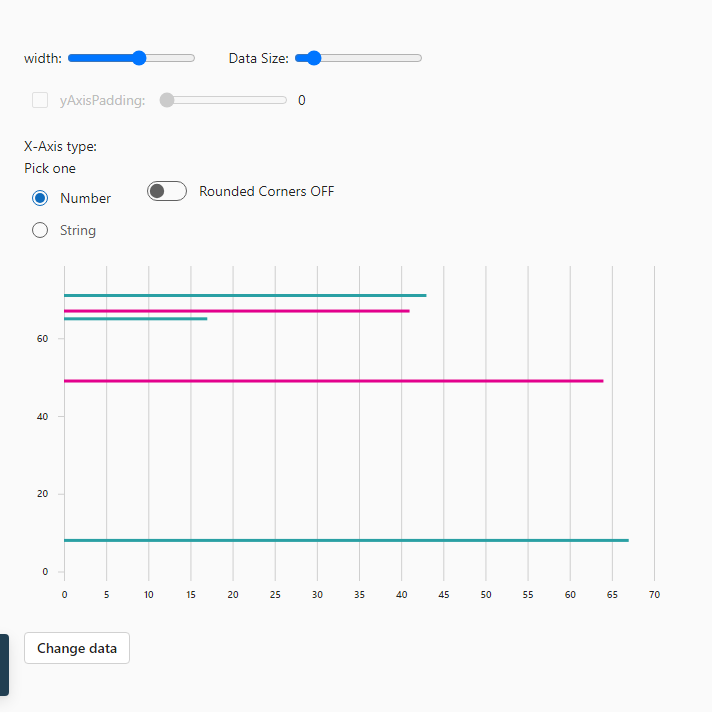 width: Data Size:
yAxisPadding: 0
X-Axis type:
Pick one
Number Rounded Corners OFF
String
60
40
20
0
0 5 10 15 20 25 30 35 40 45 50 55 60 65 70
Change data